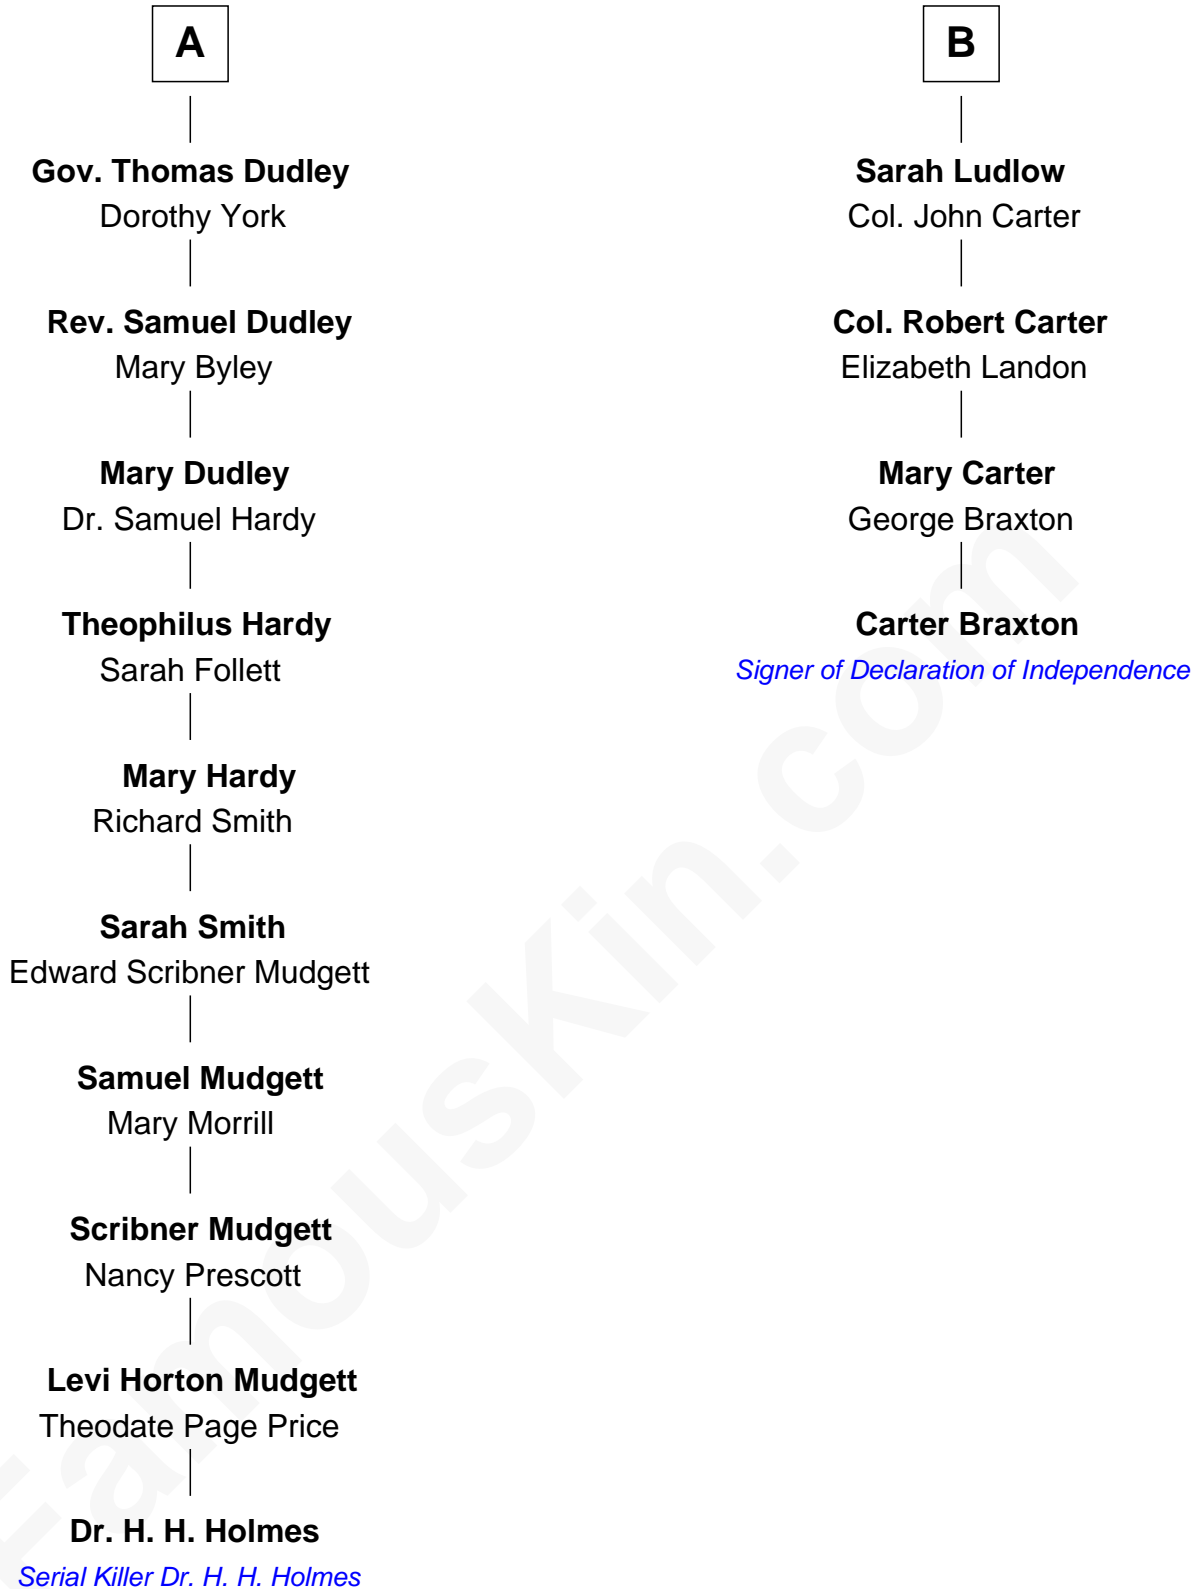 A
Gov. Thomas Dudley
Dorothy York
Rev. Samuel Dudley
Mary Byley
Mary Dudley
Dr. Samuel Hardy
Theophilus Hardy
Sarah Follett
Mary Hardy
Richard Smith
Sarah Smith
Edward Scribner Mudgett
Samuel Mudgett
Mary Morrill
Scribner Mudgett
Nancy Prescott
Levi Horton Mudgett
Theodate Page Price
Dr. H. H. Holmes
Serial Killer Dr. H. H. Holmes
B
Sarah Ludlow
Col. John Carter
Col. Robert Carter
Elizabeth Landon
Mary Carter
George Braxton
Carter Braxton
Signer of Declaration of Independence
FamousKin.com